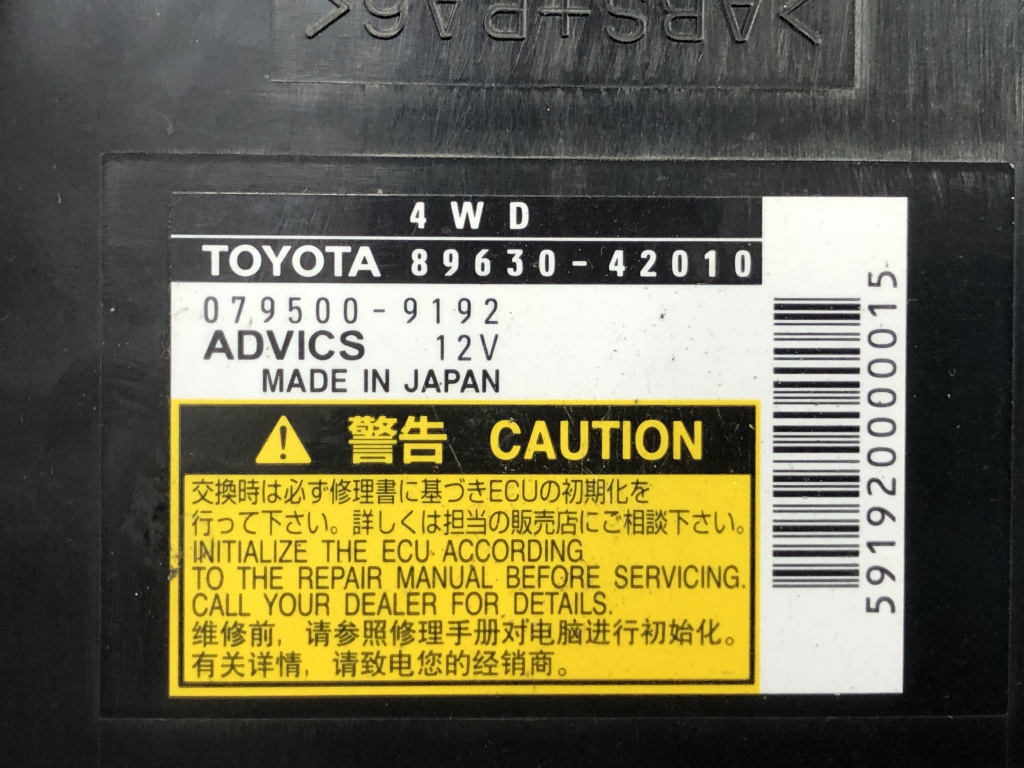 >ABS+PA6<
4WD
TOYOTA 89630-42010
079500-9192
ADVICS 12V
MADE IN JAPAN
警告 CAUTION
交換時は必ず修理書に基づきECUの初期化を
行って下さい。詳しくは担当の販売店にご相談下さい。
INITIALIZE THE ECU ACCORDING
TO THE REPAIR MANUAL BEFORE SERVICING.
CALL YOUR DEALER FOR DETAILS.
维修前，请参照修理手册对电脑进行初始化。
有关详情，请致电您的经销商。
5919200000015